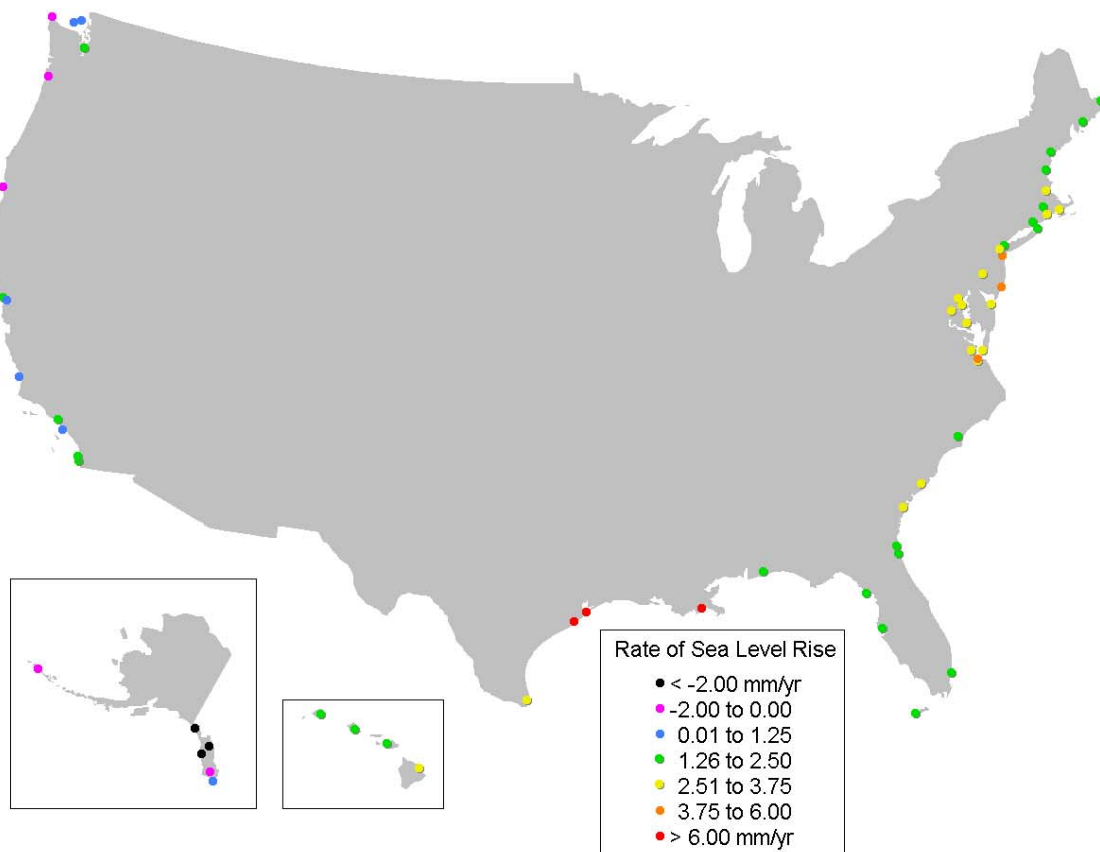 Rate of Sea Level Rise
< -2.00 mm/yr
-2.00 to 0.00
0.01 to 1.25
1.26 to 2.50
2.51 to 3.75
3.75 to 6.00
> 6.00 mm/yr